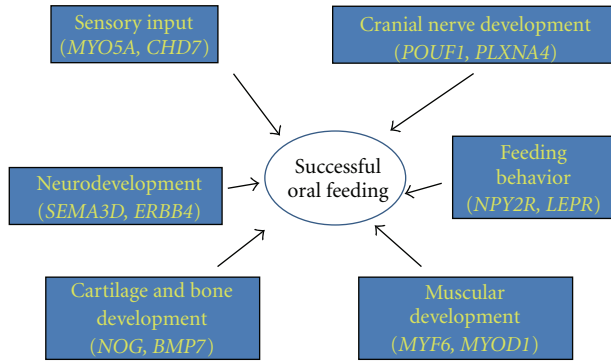 Sensory input
(MYO5A, CHD7)
Cranial nerve development
(POUF1, PLXNA4)
Neurodevelopment
(SEMA3D, ERBB4)
Successful
oral feeding
Feeding
behavior
(NPY2R, LEPR)
Cartilage and bone
development
(NOG, BMP7)
Muscular
development
(MYF6, MYOD1)